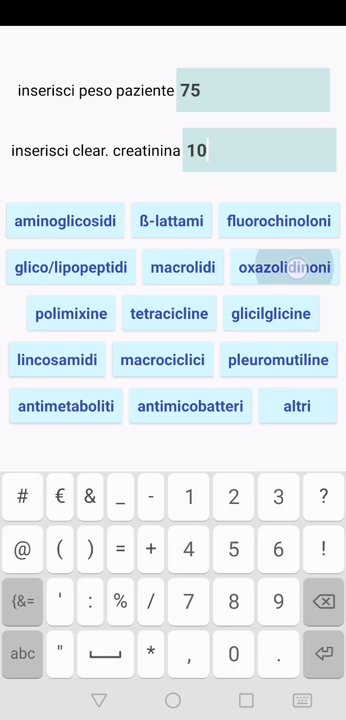 inserisci peso paziente 75
inserisci clear. creatinina 10
aminoglicosidi ß-lattami fluorochinoloni
glico/lipopeptidi macrolidi oxazolidinoni
polimixine tetracicline glicilglicine
lincosamidi macrociclici pleuromutiline
antimetaboliti antimicobatteri altri
# € & _ - 1 2 3 ?
@ ( ) = + 4 5 6 !
{&= ' : % / 7 8 9
abc " * , 0 .